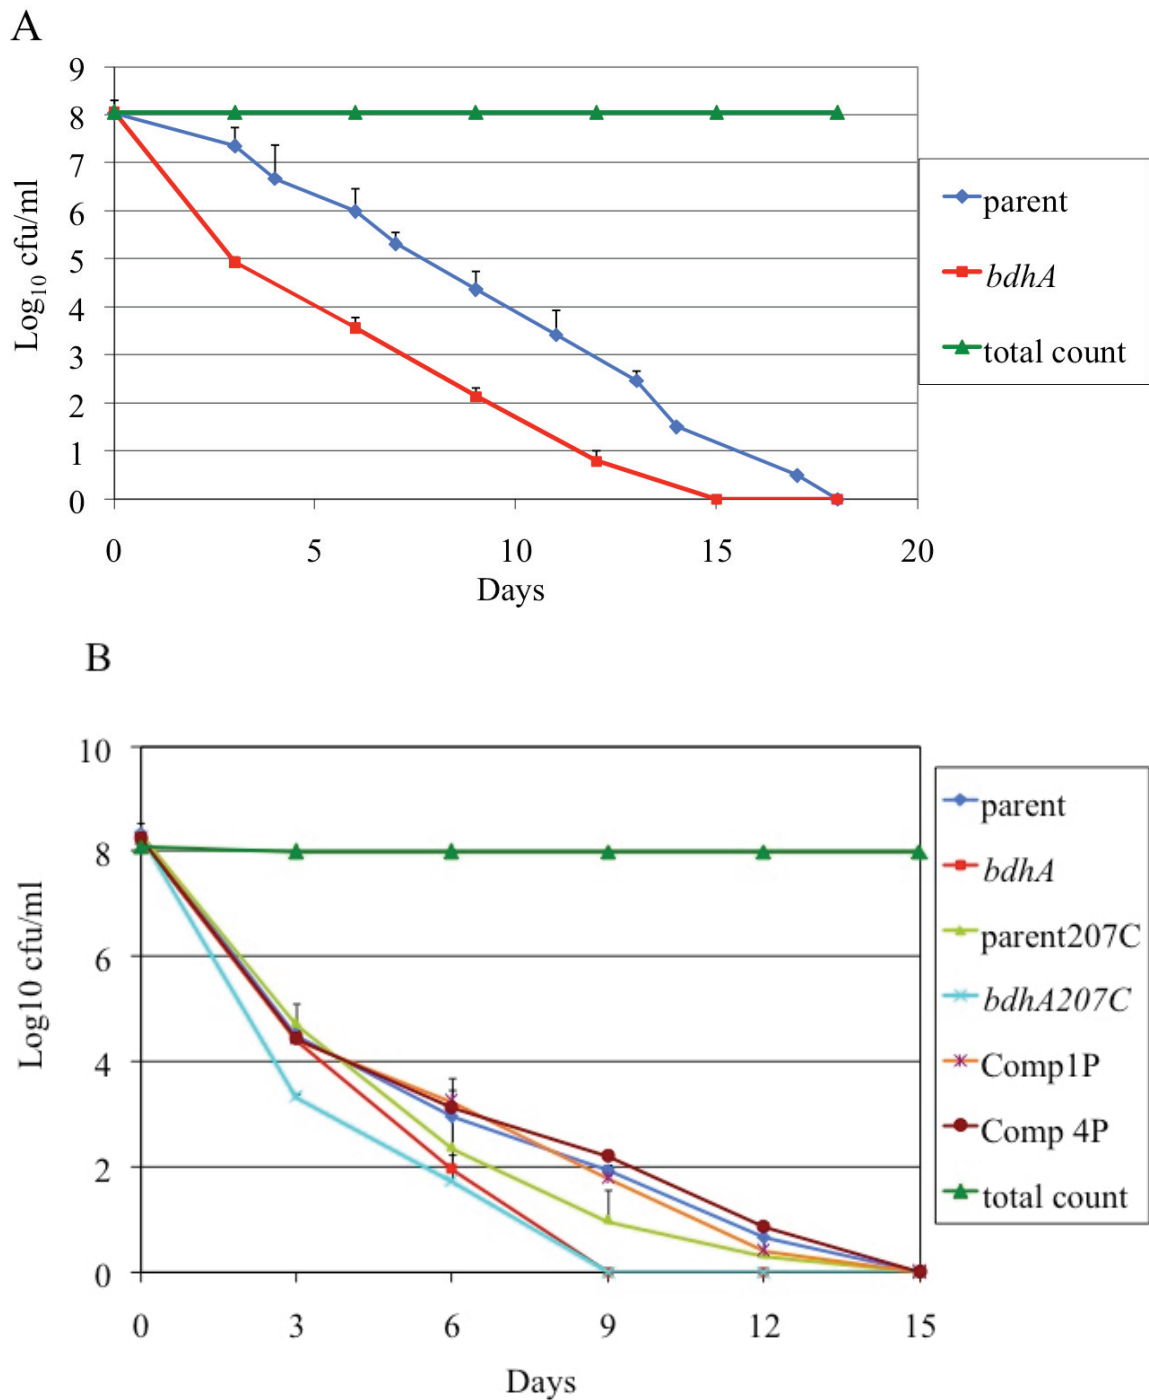 A
9
8
7
6
5
4
3
2
1
0
Log10 cfu/ml
0 5 10 15 20
Days
parent
bdhA
total count
B
10
8
6
4
2
0
Log10 cfu/ml
0 3 6 9 12 15
Days
parent
bdhA
parent207C
bdhA207C
Comp1P
Comp 4P
total count